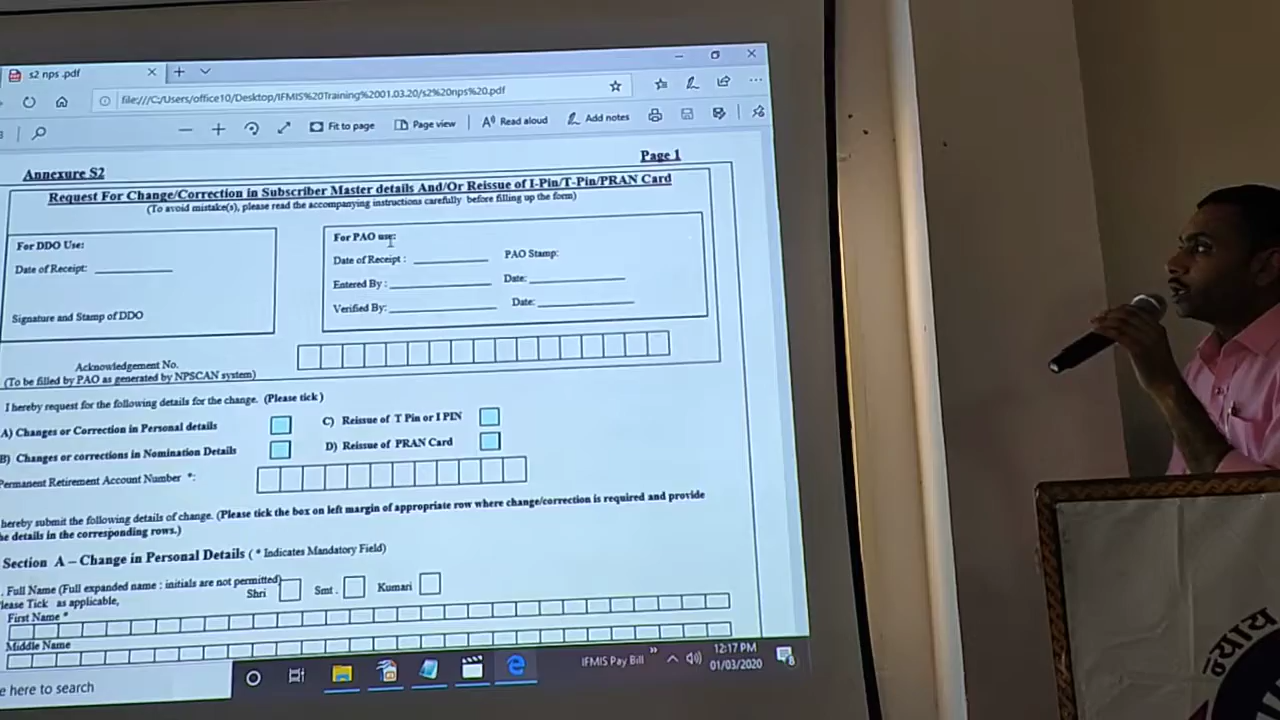 s2 nps .pdf
file:///C:/Users/office10/Desktop/IFMIS%20Training%2001.03.20/s2%20nps%20.pdf
Fit to page Page view Read aloud Add notes
Annexure S2
Page 1
Request For Change/Correction in Subscriber Master details And/Or Reissue of I-Pin/T-Pin/PRAN Card
(To avoid mistake(s), please read the accompanying instructions carefully before filling up the form)
For DDO Use:
Date of Receipt:
Signature and Stamp of DDO
For PAO use:
Date of Receipt : PAO Stamp:
Entered By : Date:
Verified By: Date:
Acknowledgement No.
(To be filled by PAO as generated by NPSCAN system)
I hereby request for the following details for the change. (Please tick )
A) Changes or Correction in Personal details
C) Reissue of T Pin or I PIN
B) Changes or corrections in Nomination Details
D) Reissue of PRAN Card
Permanent Retirement Account Number *:
hereby submit the following details of change. (Please tick the box on left margin of appropriate row where change/correction is required and provide
he details in the corresponding rows.)
Section A – Change in Personal Details ( * Indicates Mandatory Field)
. Full Name (Full expanded name : initials are not permitted)
lease Tick as applicable, Shri Smt . Kumari
First Name *
Middle Name
e here to search
IFMIS Pay Bill
12:17 PM
01/03/2020
8
न्याय